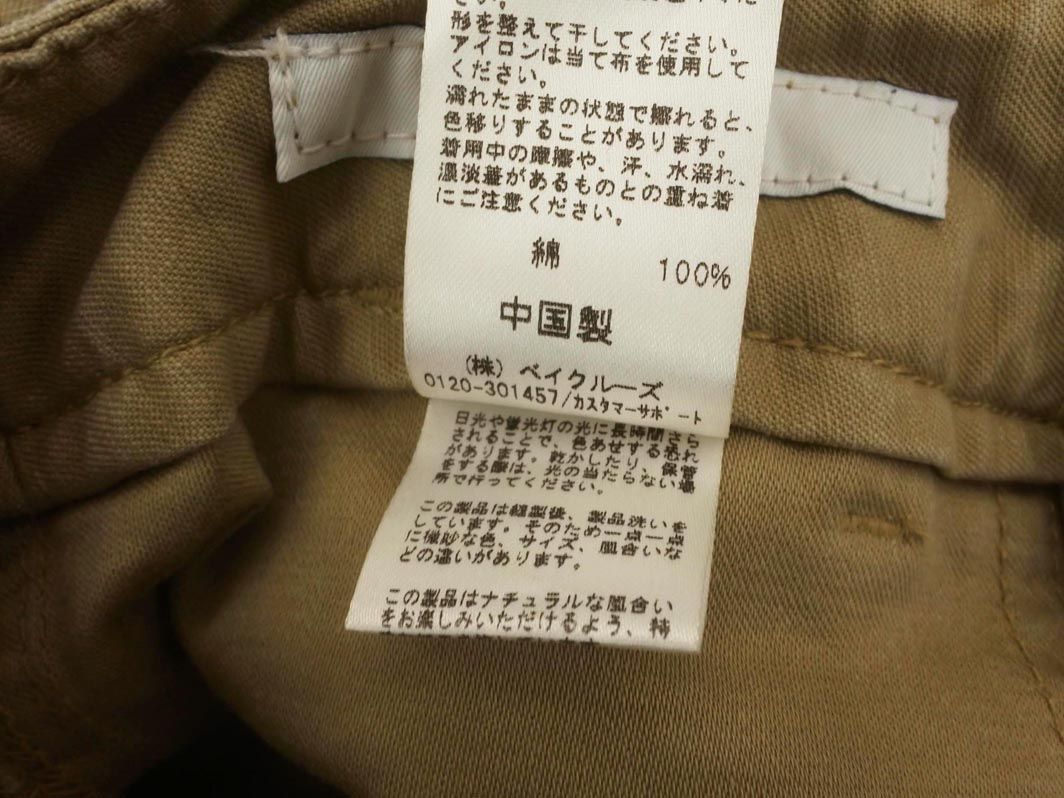 さい。
形を整えて干してください。
アイロンは当て布を使用して
ください。
濡れたままの状態で擦れると、
色移りすることがあります。
着用中の摩擦や、汗、水濡れ、
濃淡差があるものとの重ね着
にご注意ください。
綿 100%
中国製
(株) ベイクルーズ
0120-301457/カスタマーサポート
日光や蛍光灯の光に長時間さら
されることで、色あせする恐れ
があります。乾かしたり、保管
をする際は、光の当たらない場
所で行ってください。
この製品は縫製後、製品洗いを
しています。そのため一点一点
に微妙な色、サイズ、風合いな
どの違いがあります。
この製品はナチュラルな風合い
をお楽しみいただけるよう、特